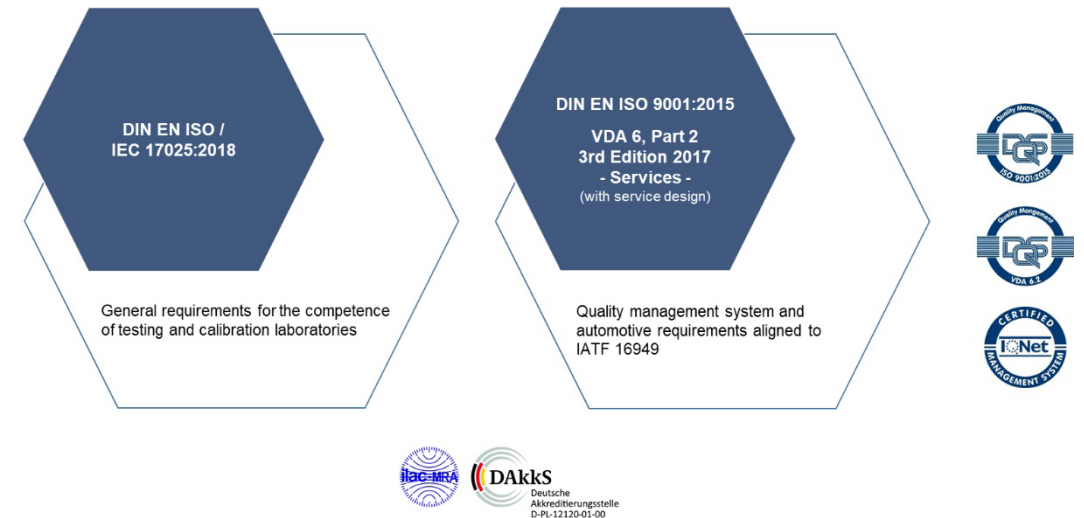 DIN EN ISO /
IEC 17025:2018
General requirements for the competence
of testing and calibration laboratories
DIN EN ISO 9001:2015
VDA 6, Part 2
3rd Edition 2017
- Services -
(with service design)
Quality management system and
automotive requirements aligned to
IATF 16949
Quality Management
DQS
ISO 9001:2015
Quality Management
DQS
VDA 6.2
CERTIFIED
IQNet
MANAGEMENT SYSTEM
ilac-MRA
DAkkS
Deutsche
Akkreditierungsstelle
D-PL-12120-01-00